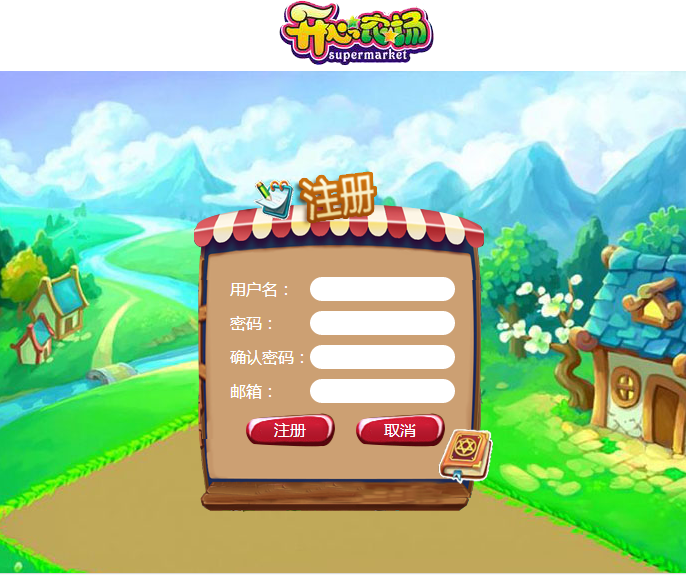 开心农场
supermarket
注册
用户名：
密码：
确认密码：
邮箱：
注册 取消